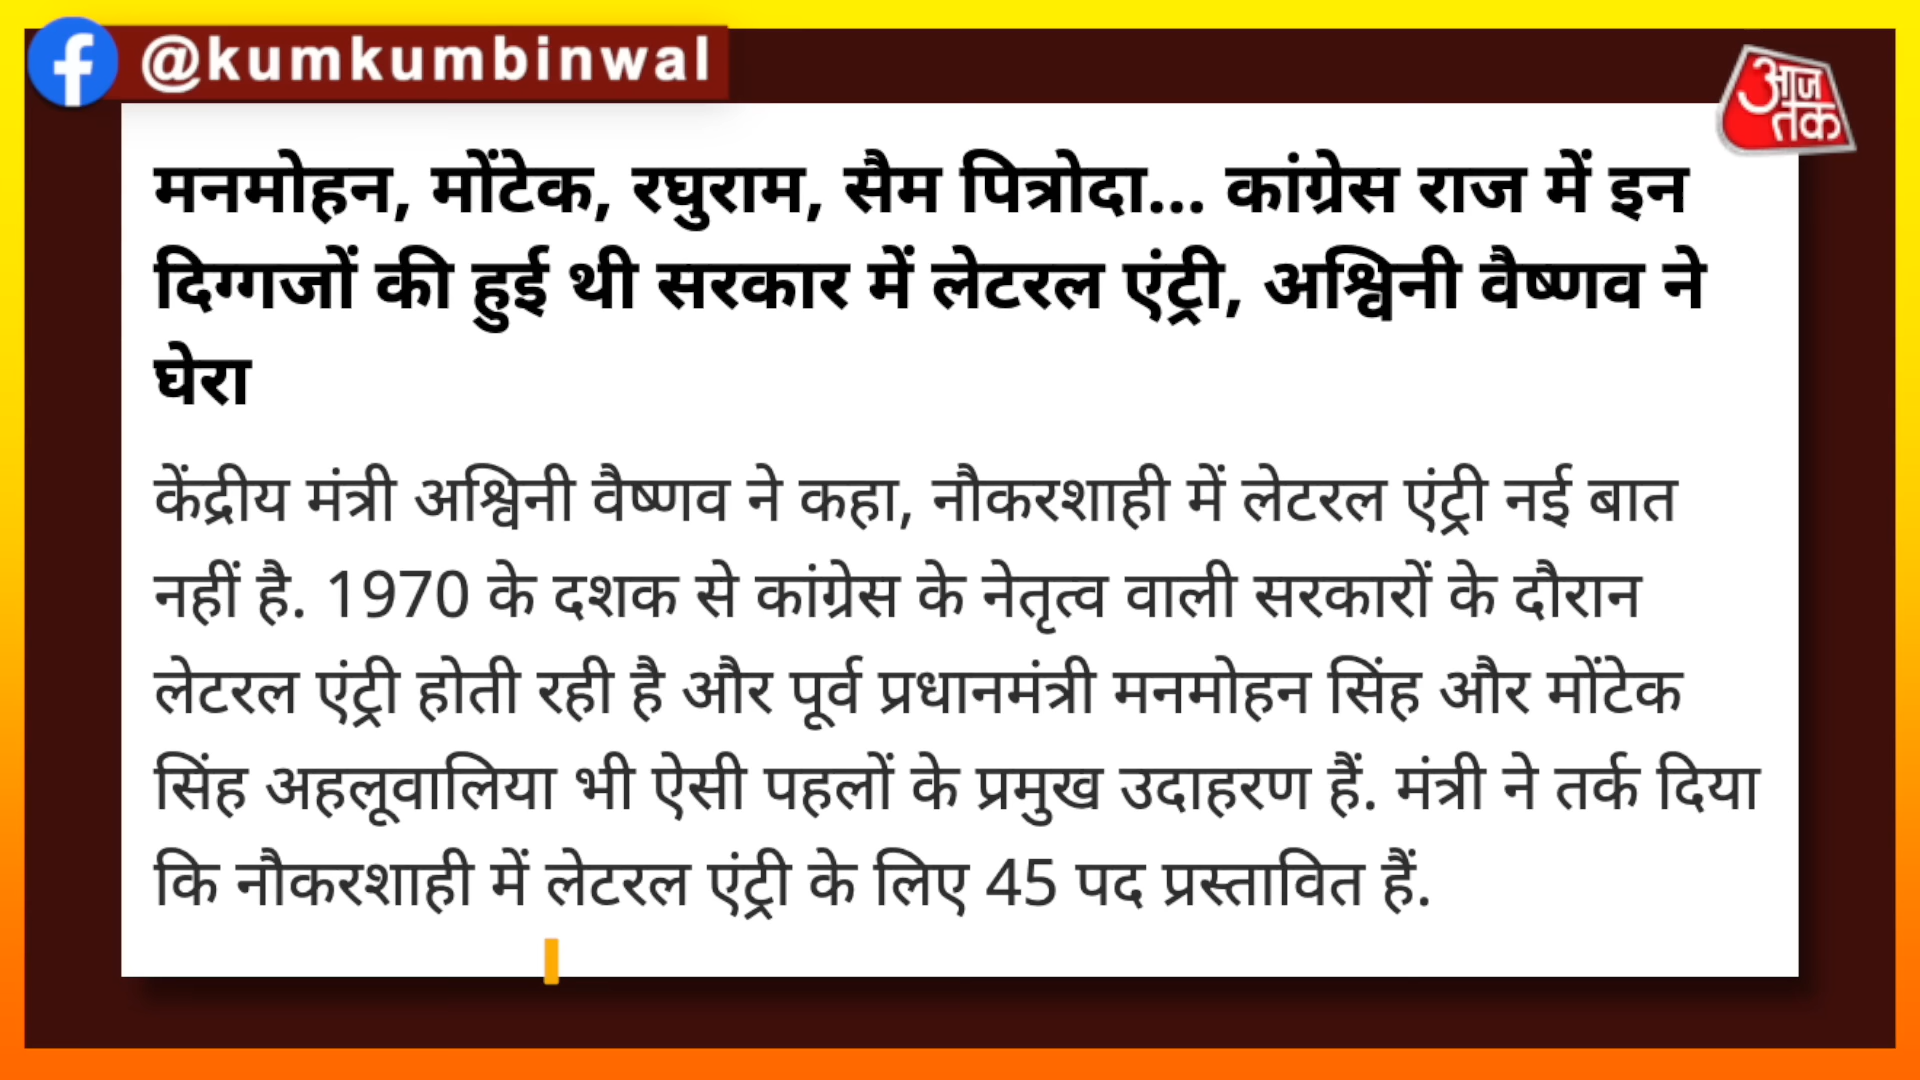 @kumkumbinwal
आज
तक
मनमोहन, मोंटेक, रघुराम, सैम पित्रोदा... कांग्रेस राज में इन
दिग्गजों की हुई थी सरकार में लेटरल एंट्री, अश्विनी वैष्णव ने
घेरा
केंद्रीय मंत्री अश्विनी वैष्णव ने कहा, नौकरशाही में लेटरल एंट्री नई बात
नहीं है. 1970 के दशक से कांग्रेस के नेतृत्व वाली सरकारों के दौरान
लेटरल एंट्री होती रही है और पूर्व प्रधानमंत्री मनमोहन सिंह और मोंटेक
सिंह अहलूवालिया भी ऐसी पहलों के प्रमुख उदाहरण हैं. मंत्री ने तर्क दिया
कि नौकरशाही में लेटरल एंट्री के लिए 45 पद प्रस्तावित हैं.